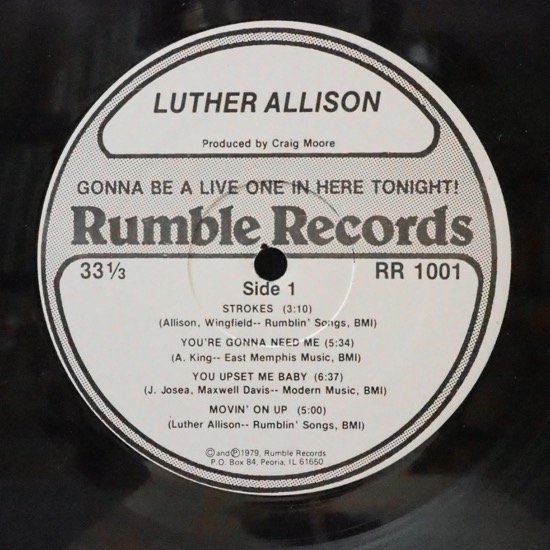 LUTHER ALLISON
Produced by Craig Moore
GONNA BE A LIVE ONE IN HERE TONIGHT!
Rumble Records
33 1/3 RR 1001
Side 1
STROKES (3:10)
(Allison, Wingfield-- Rumblin' Songs, BMI)
YOU'RE GONNA NEED ME (5:34)
(A. King-- East Memphis Music, BMI)
YOU UPSET ME BABY (6:37)
(J. Josea, Maxwell Davis-- Modern Music, BMI)
MOVIN' ON UP (5:00)
(Luther Allison-- Rumblin' Songs, BMI)
©and℗1979, Rumble Records
P.O. Box 84, Peoria, IL 61650